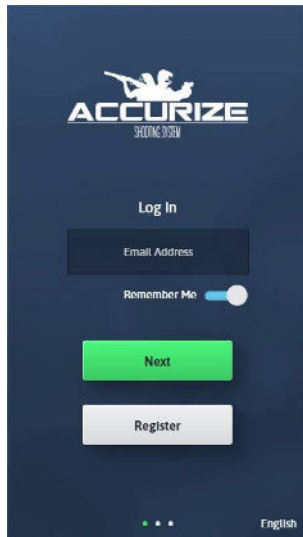 ACCURIZE
SHOOTING SYSTEM
Log In
Email Address
Remember Me
Next
Register
English